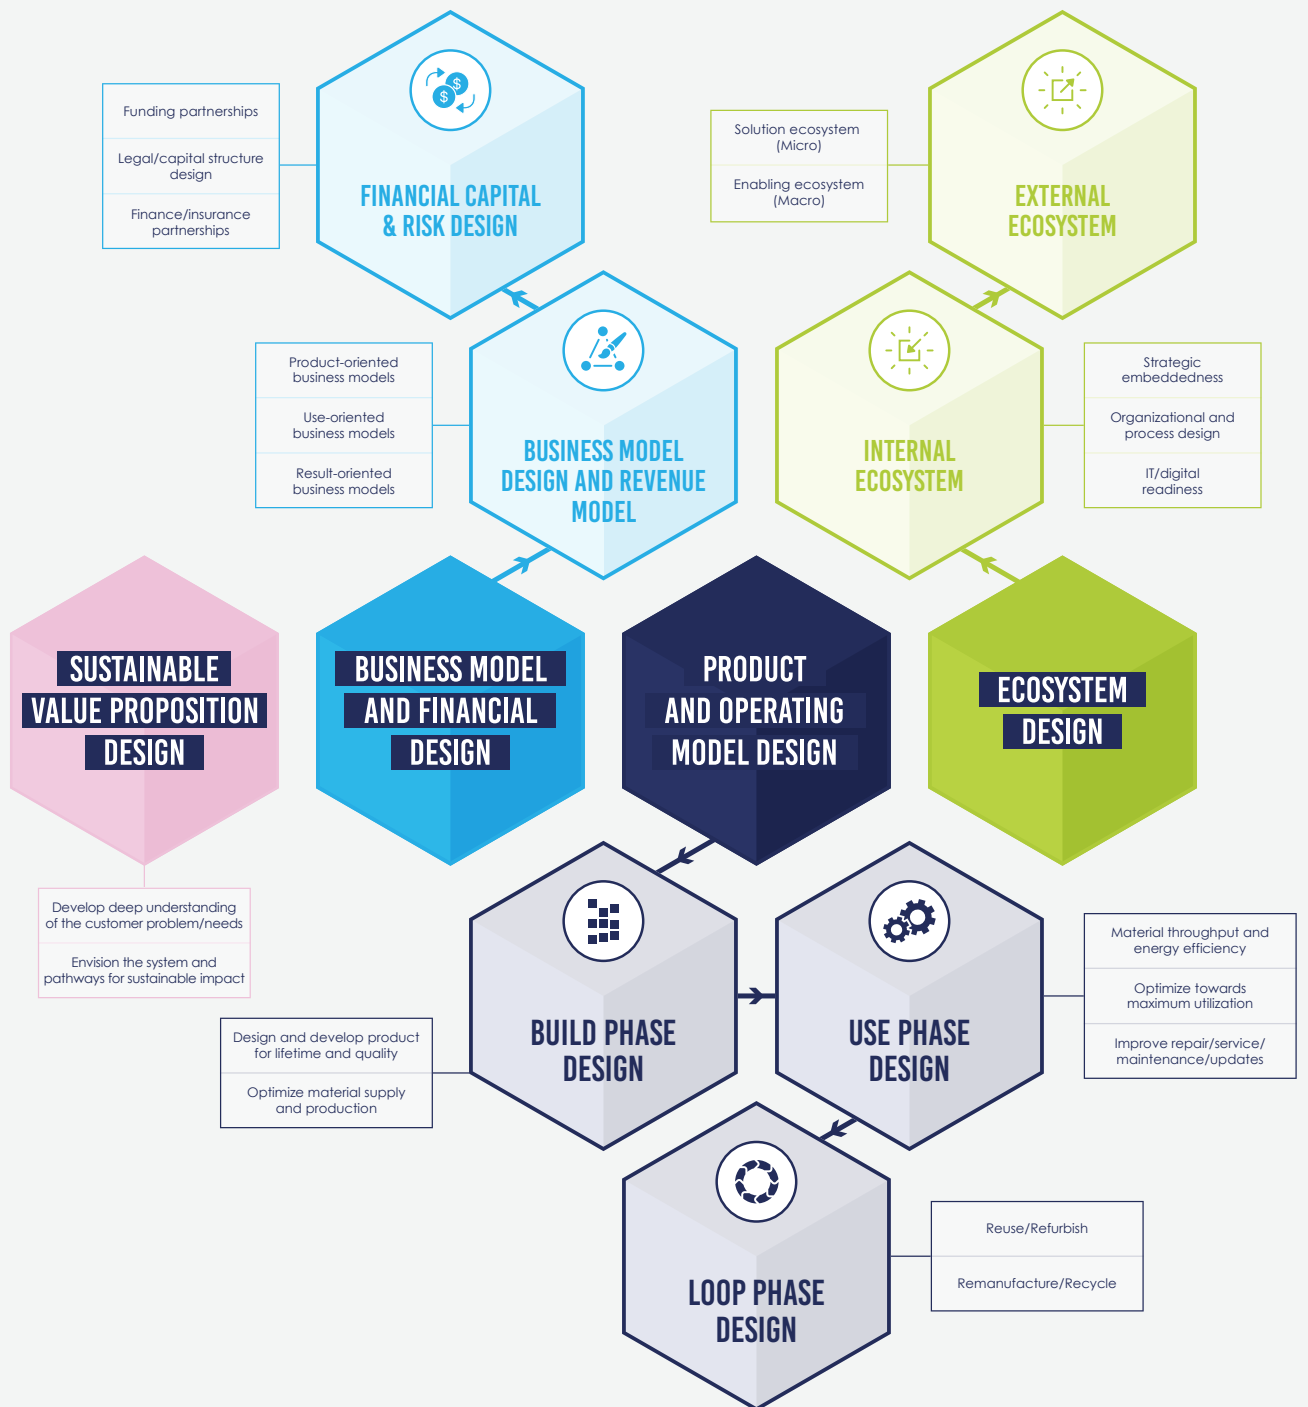 Funding partnerships
Legal/capital structure
design
Finance/insurance
partnerships
$
$
FINANCIAL CAPITAL
& RISK DESIGN
Solution ecosystem
(Micro)
Enabling ecosystem
(Macro)
EXTERNAL
ECOSYSTEM
Product-oriented
business models
Use-oriented
business models
Result-oriented
business models
BUSINESS MODEL
DESIGN AND REVENUE
MODEL
INTERNAL
ECOSYSTEM
Strategic
embeddedness
Organizational and
process design
IT/digital
readiness
SUSTAINABLE
VALUE PROPOSITION
DESIGN
BUSINESS MODEL
AND FINANCIAL
DESIGN
PRODUCT
AND OPERATING
MODEL DESIGN
ECOSYSTEM
DESIGN
Develop deep understanding
of the customer problem/needs
Envision the system and
pathways for sustainable impact
Design and develop product
for lifetime and quality
Optimize material supply
and production
BUILD PHASE
DESIGN
USE PHASE
DESIGN
Material throughput and
energy efficiency
Optimize towards
maximum utilization
Improve repair/service/
maintenance/updates
LOOP PHASE
DESIGN
Reuse/Refurbish
Remanufacture/Recycle